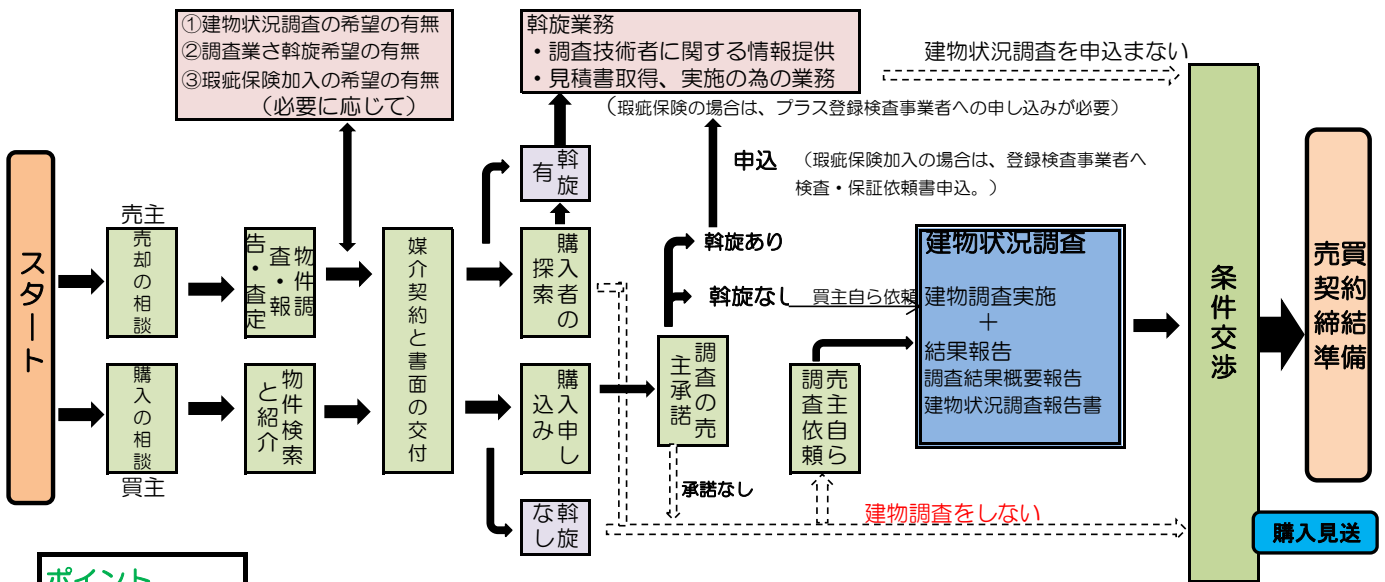 ①建物状況調査の希望の有無
②調査業さ斡旋希望の有無
③瑕疵保険加入の希望の有無
（必要に応じて）
斡旋業務
・調査技術者に関する情報提供
・見積書取得、実施の為の業務
建物状況調査を申込まない
（瑕疵保険の場合は、プラス登録検査事業者への申し込みが必要）
申込
（瑕疵保険加入の場合は、登録検査事業者へ
検査・保証依頼書申込。）
スタート
売主
売却の相談
物件調
査・報
告・査定
媒介契約と書面の交付
斡旋
有
購入者の
探索
斡旋あり
斡旋なし
買主自ら依頼
建物状況調査
建物調査実施
＋
結果報告
調査結果概要報告
建物状況調査報告書
条件交渉
売買
契約
締結
準備
購入の相談
買主
物件検索
と紹介
購入申し
込み
調査の売
主承諾
売主自ら
調査依頼
承諾なし
斡旋
なし
建物調査をしない
購入見送
ポイント